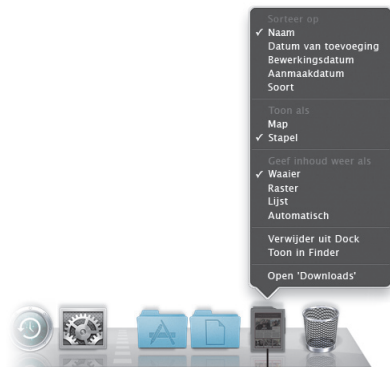 Sorteer op
✓ Naam
Datum van toevoeging
Bewerkingsdatum
Aanmaakdatum
Soort
Toon als
Map
✓ Stapel
Geef inhoud weer als
✓ Waaier
Raster
Lijst
Automatisch
Verwijder uit Dock
Toon in Finder
Open 'Downloads'